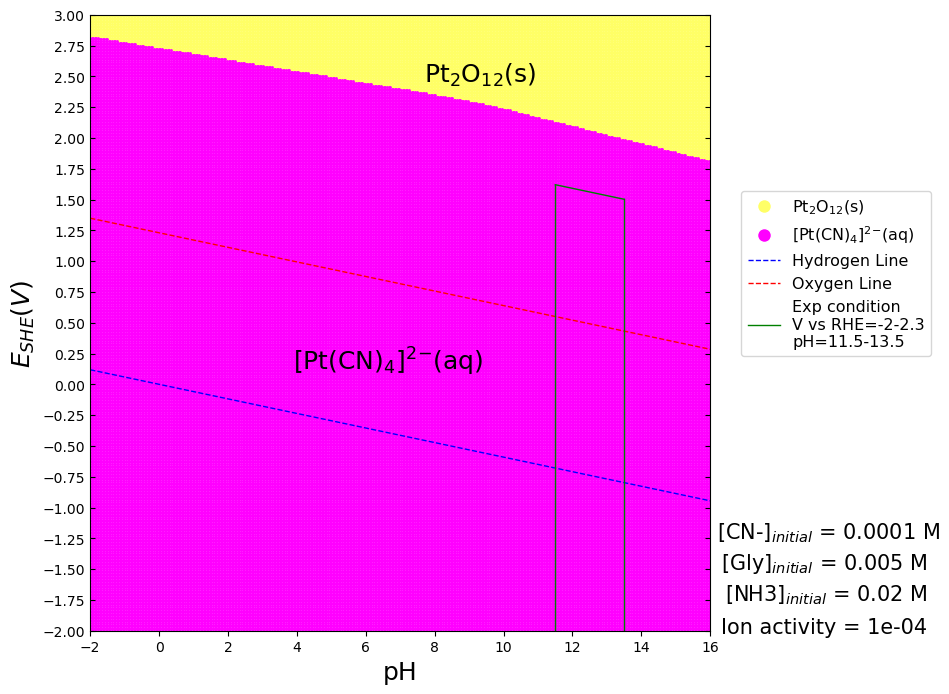 3.00
2.75
2.50
2.25
2.00
1.75
1.50
1.25
1.00
0.75
0.50
0.25
0.00
−0.25
−0.50
−0.75
−1.00
−1.25
−1.50
−1.75
−2.00
E_{SHE}(V)
Pt₂O₁₂(s)
[Pt(CN)₄]²⁻(aq)
−2 0 2 4 6 8 10 12 14 16
pH
Pt₂O₁₂(s)
[Pt(CN)₄]²⁻(aq)
Hydrogen Line
Oxygen Line
Exp condition
V vs RHE=-2-2.3
pH=11.5-13.5
[CN-]_{initial} = 0.0001 M
[Gly]_{initial} = 0.005 M
[NH3]_{initial} = 0.02 M
Ion activity = 1e-04